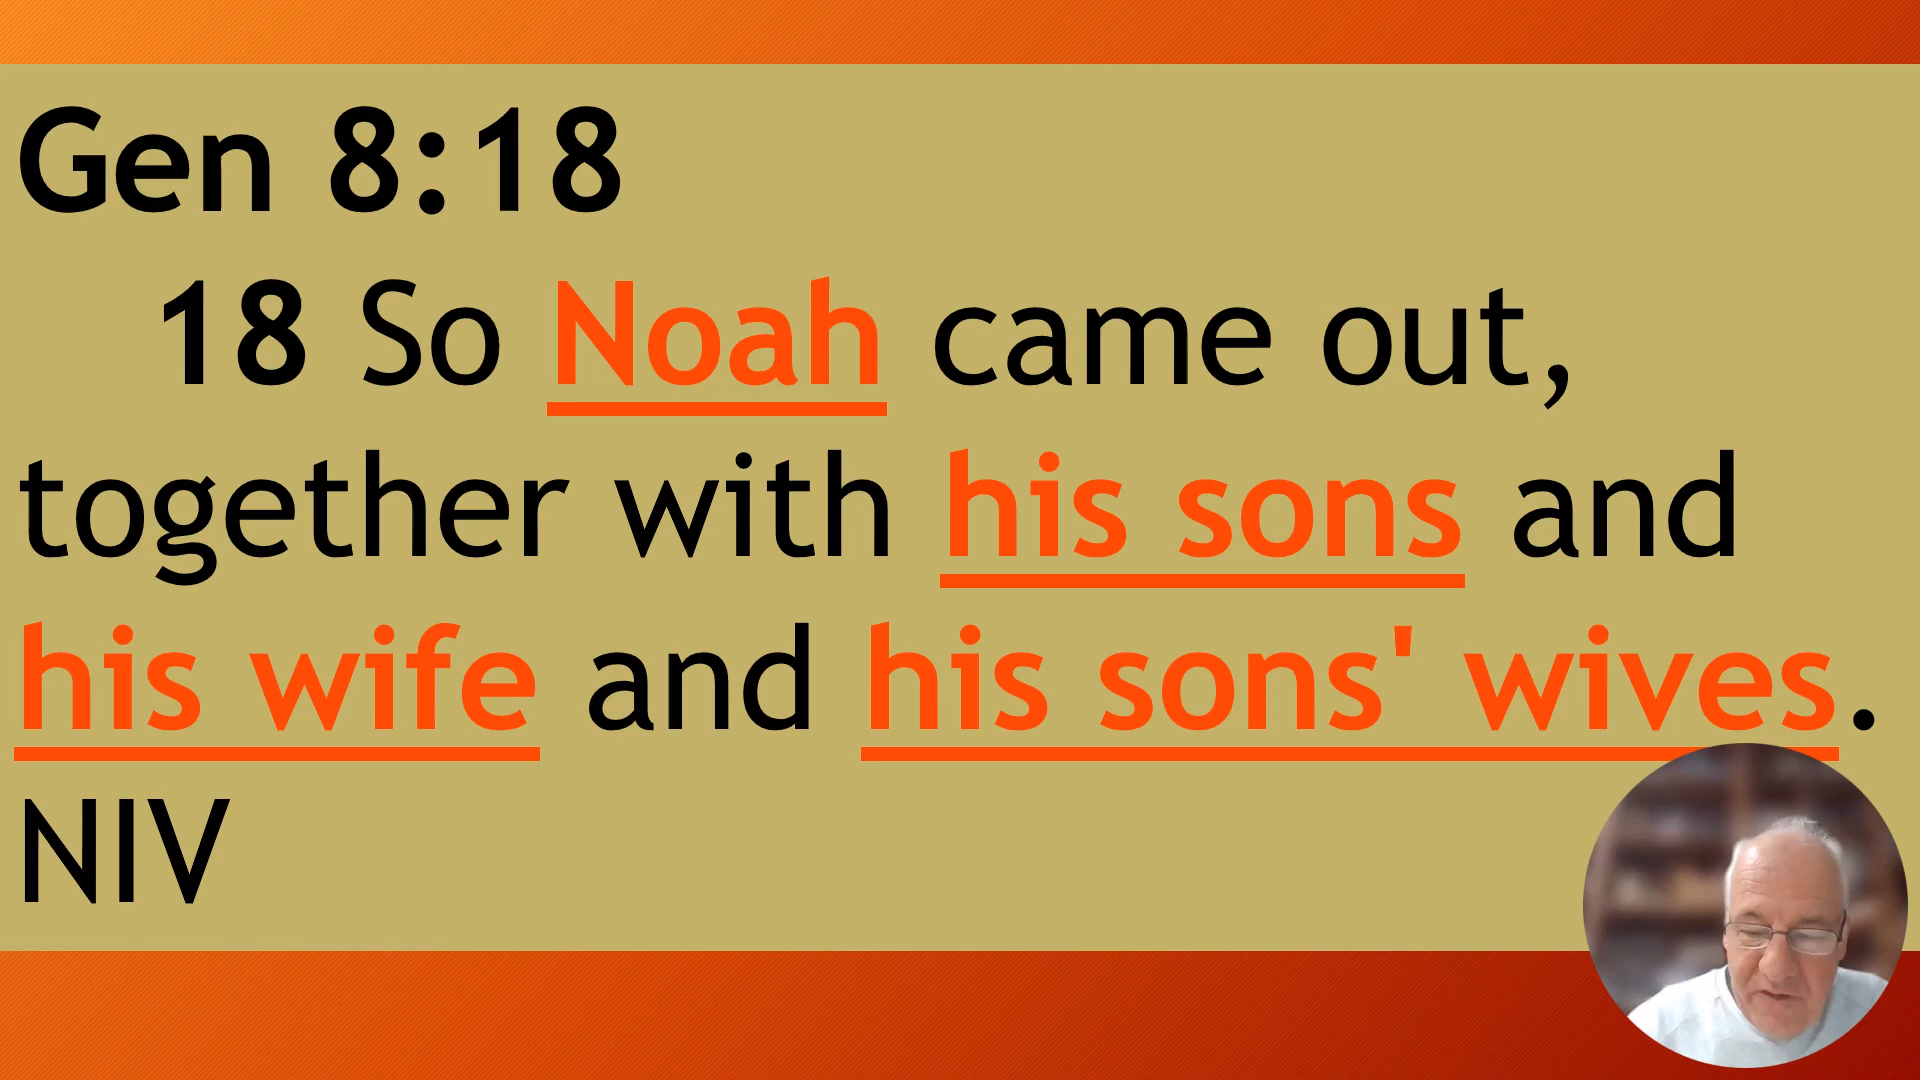 Gen 8:18
18 So Noah came out,
together with his sons and
his wife and his sons' wives.
NIV